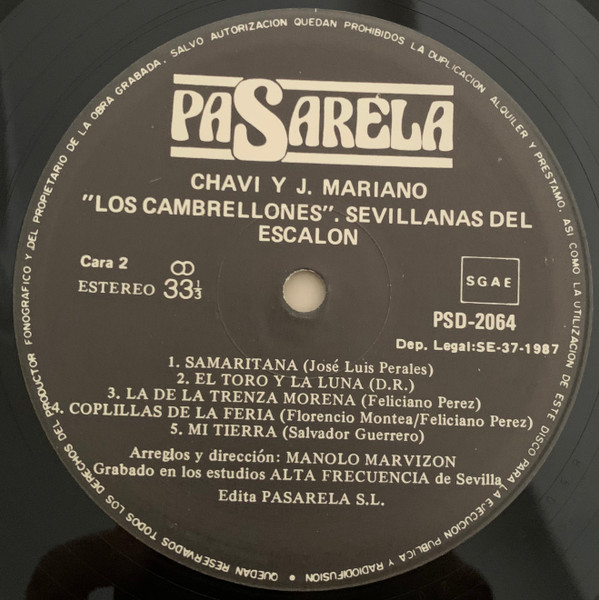 PASARELA
CHAVI Y J. MARIANO
"LOS CAMBRELLONES". SEVILLANAS DEL
ESCALON
Cara 2
ESTEREO 33 1/3
SGAE
PSD-2064
Dep. Legal:SE-37-1987
1. SAMARITANA (José Luis Perales)
2. EL TORO Y LA LUNA (D.R.)
3. LA DE LA TRENZA MORENA (Feliciano Perez)
4. COPLILLAS DE LA FERIA (Florencio Montea/Feliciano Perez)
5. MI TIERRA (Salvador Guerrero)
Arreglos y dirección: MANOLO MARVIZON
Grabado en los estudios ALTA FRECUENCIA de Sevilla
Edita PASARELA S.L.
QUEDAN RESERVADOS TODOS LOS DERECHOS DEL PRODUCTOR FONOGRAFICO Y DEL PROPIETARIO DE LA OBRA GRABADA. SALVO AUTORIZACION QUEDAN PROHIBIDOS LA DUPLICACION, ALQUILER Y PRESTAMO, ASI COMO LA UTILIZACION DE ESTE DISCO PARA LA EJECUCION PUBLICA Y RADIODIFUSION •